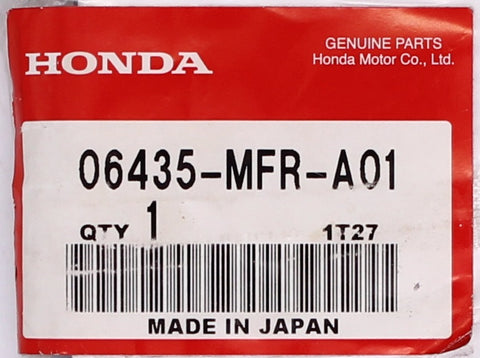 HONDA
GENUINE PARTS
Honda Motor Co., Ltd.
06435-MFR-A01
QTY 1 1T27
MADE IN JAPAN